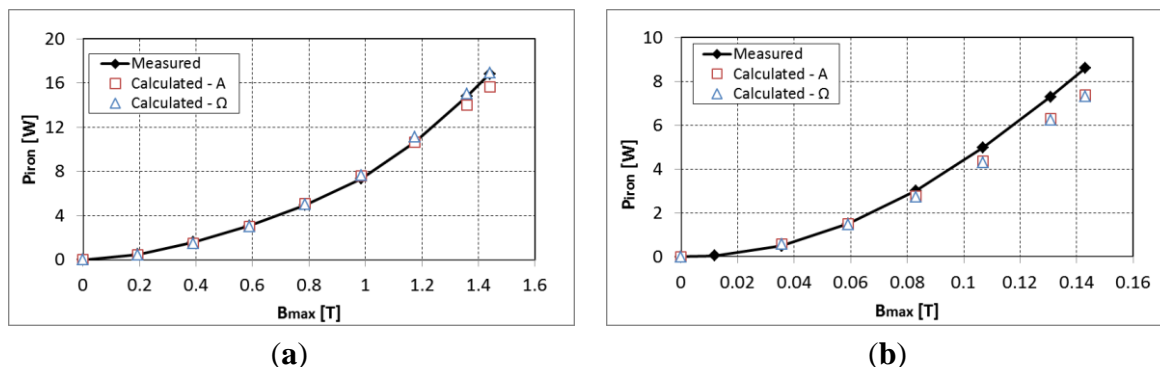 20
16
12
8
4
0
Piron [W]
Measured
Calculated - A
Calculated - Ω
0 0.2 0.4 0.6 0.8 1 1.2 1.4 1.6
Bmax [T]
(a)
10
8
6
4
2
0
Piron [W]
Measured
Calculated - A
Calculated - Ω
0 0.02 0.04 0.06 0.08 0.1 0.12 0.14 0.16
Bmax [T]
(b)